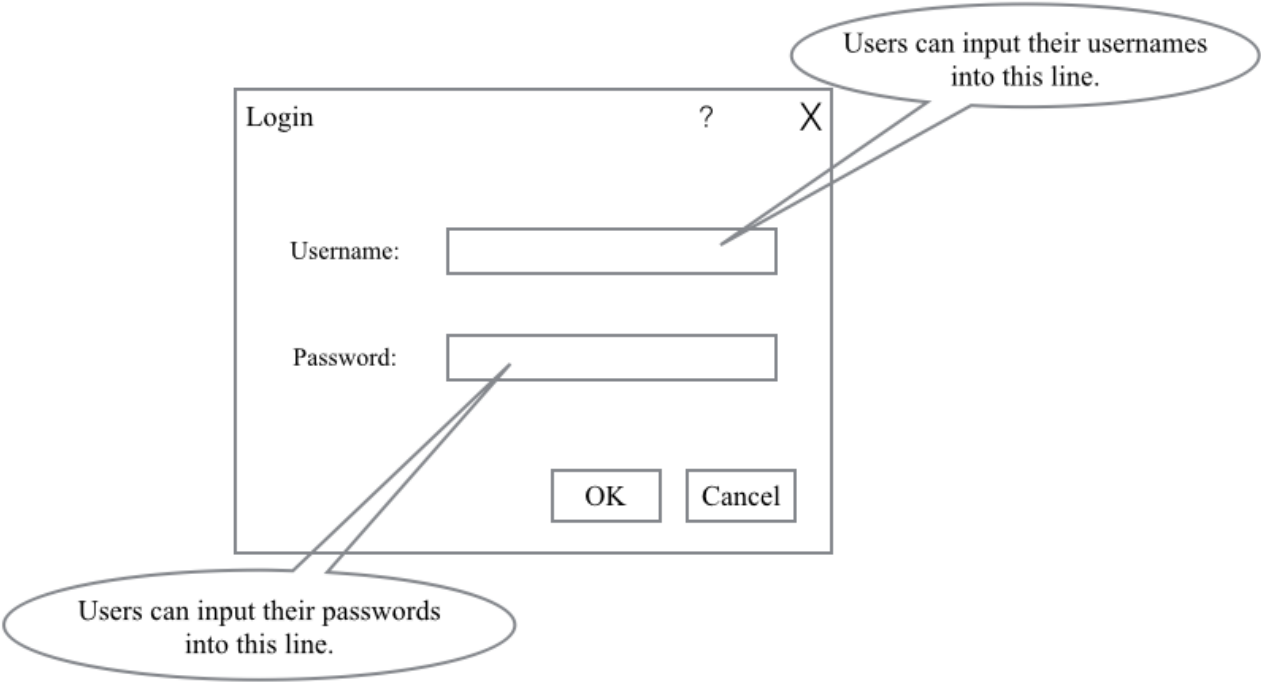 Users can input their usernames
into this line.
Login ? X
Username:
Password:
OK Cancel
Users can input their passwords
into this line.